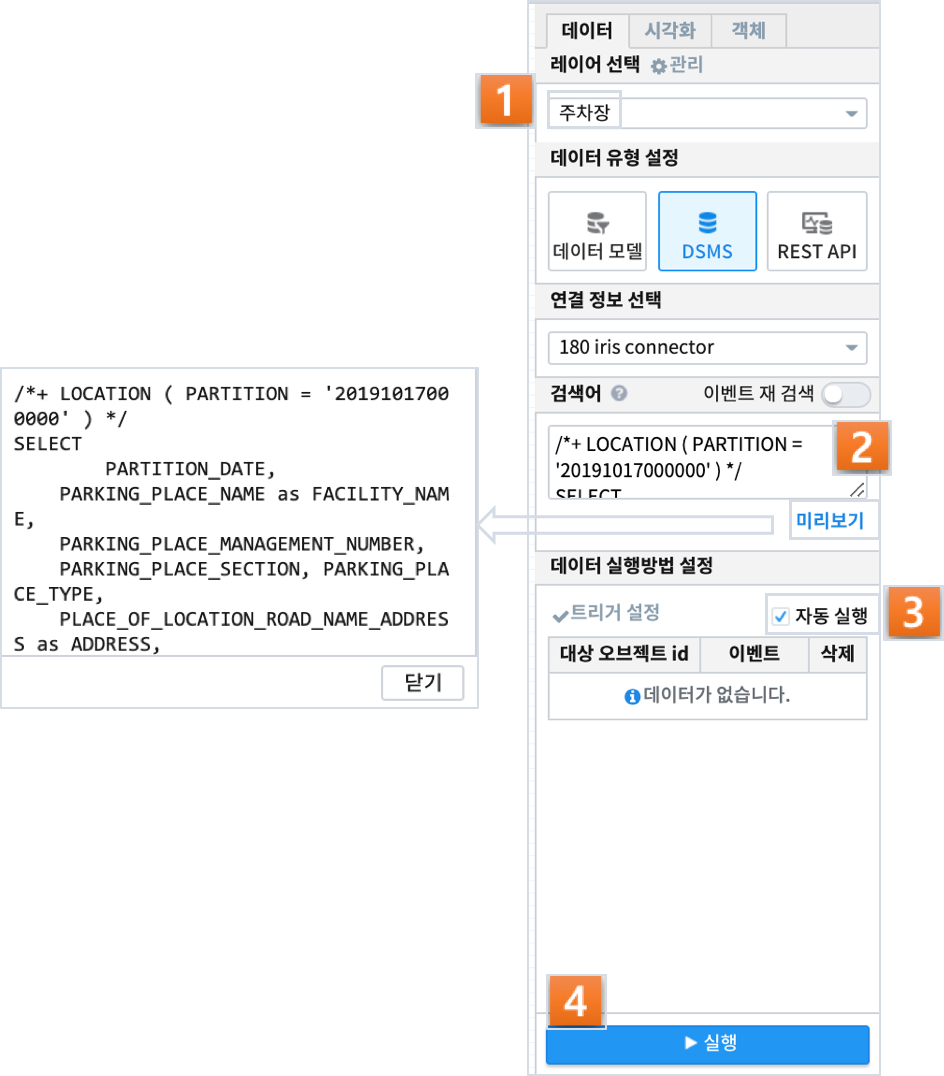 데이터 시각화 객체
레이어 선택 관리
1
주차장
데이터 유형 설정
데이터 모델 DSMS REST API
연결 정보 선택
180 iris connector
검색어 ? 이벤트 재 검색
/*+ LOCATION ( PARTITION =
'20191017000000' ) */
SELECT
2
미리보기
/*+ LOCATION ( PARTITION = '2019101700
0000' ) */
SELECT
PARTITION_DATE,
PARKING_PLACE_NAME as FACILITY_NAM
E,
PARKING_PLACE_MANAGEMENT_NUMBER,
PARKING_PLACE_SECTION, PARKING_PLA
CE_TYPE,
PLACE_OF_LOCATION_ROAD_NAME_ADDRES
S as ADDRESS,
닫기
데이터 실행방법 설정
트리거 설정 자동 실행
3
대상 오브젝트 id 이벤트 삭제
데이터가 없습니다.
4
실행